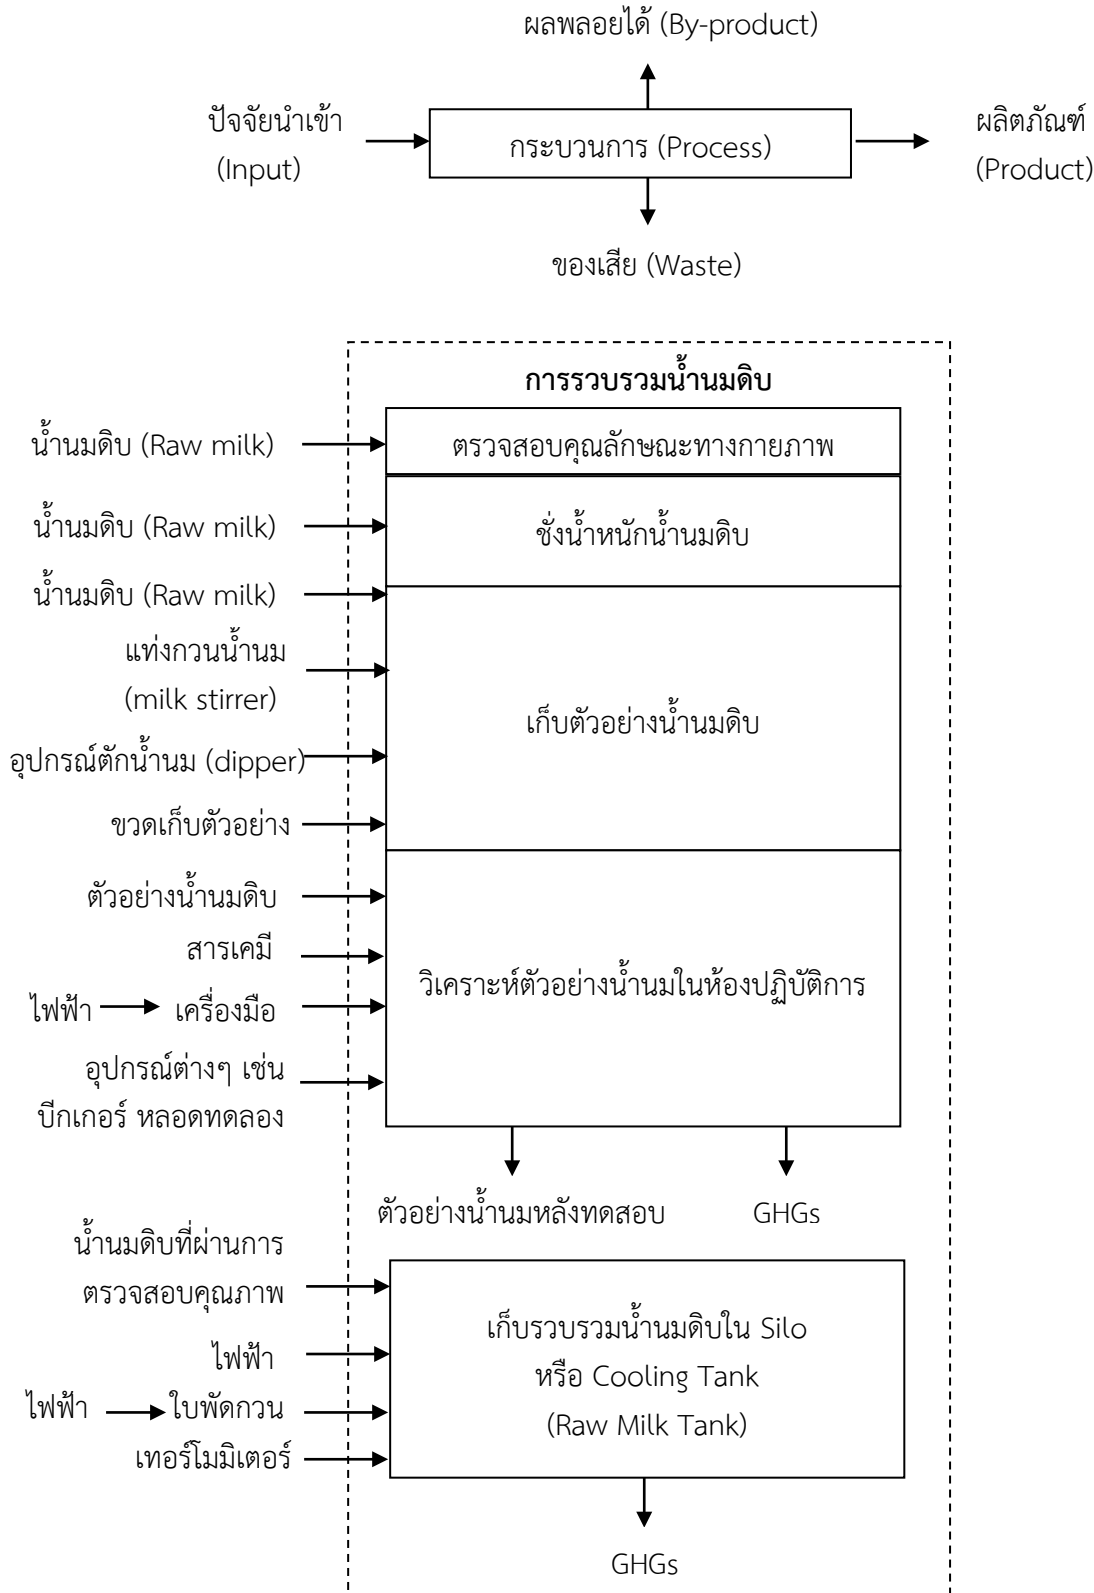 ผลพลอยได้ (By-product)
ปัจจัยนำเข้า
(Input)
กระบวนการ (Process)
ผลิตภัณฑ์
(Product)
ของเสีย (Waste)
การรวบรวมน้ำนมดิบ
น้ำนมดิบ (Raw milk)
ตรวจสอบคุณลักษณะทางกายภาพ
น้ำนมดิบ (Raw milk)
ชั่งน้ำหนักน้ำนมดิบ
น้ำนมดิบ (Raw milk)
แท่งกวนน้ำนม
(milk stirrer)
เก็บตัวอย่างน้ำนมดิบ
อุปกรณ์ตักน้ำนม (dipper)
ขวดเก็บตัวอย่าง
ตัวอย่างน้ำนมดิบ
สารเคมี
วิเคราะห์ตัวอย่างน้ำนมในห้องปฏิบัติการ
ไฟฟ้า เครื่องมือ
อุปกรณ์ต่างๆ เช่น
บีกเกอร์ หลอดทดลอง
ตัวอย่างน้ำนมหลังทดสอบ
GHGs
น้ำนมดิบที่ผ่านการ
ตรวจสอบคุณภาพ
เก็บรวบรวมน้ำนมดิบใน Silo
หรือ Cooling Tank
(Raw Milk Tank)
ไฟฟ้า
ไฟฟ้า ใบพัดกวน
เทอร์โมมิเตอร์
GHGs